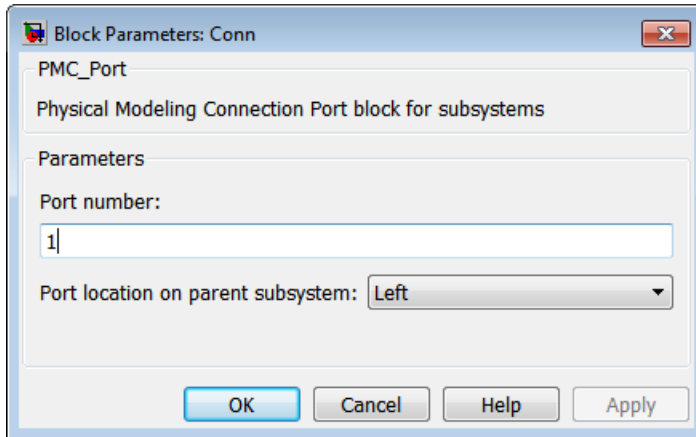 Block Parameters: Conn
PMC_Port
Physical Modeling Connection Port block for subsystems
Parameters
Port number:
1
Port location on parent subsystem: Left
OK Cancel Help Apply